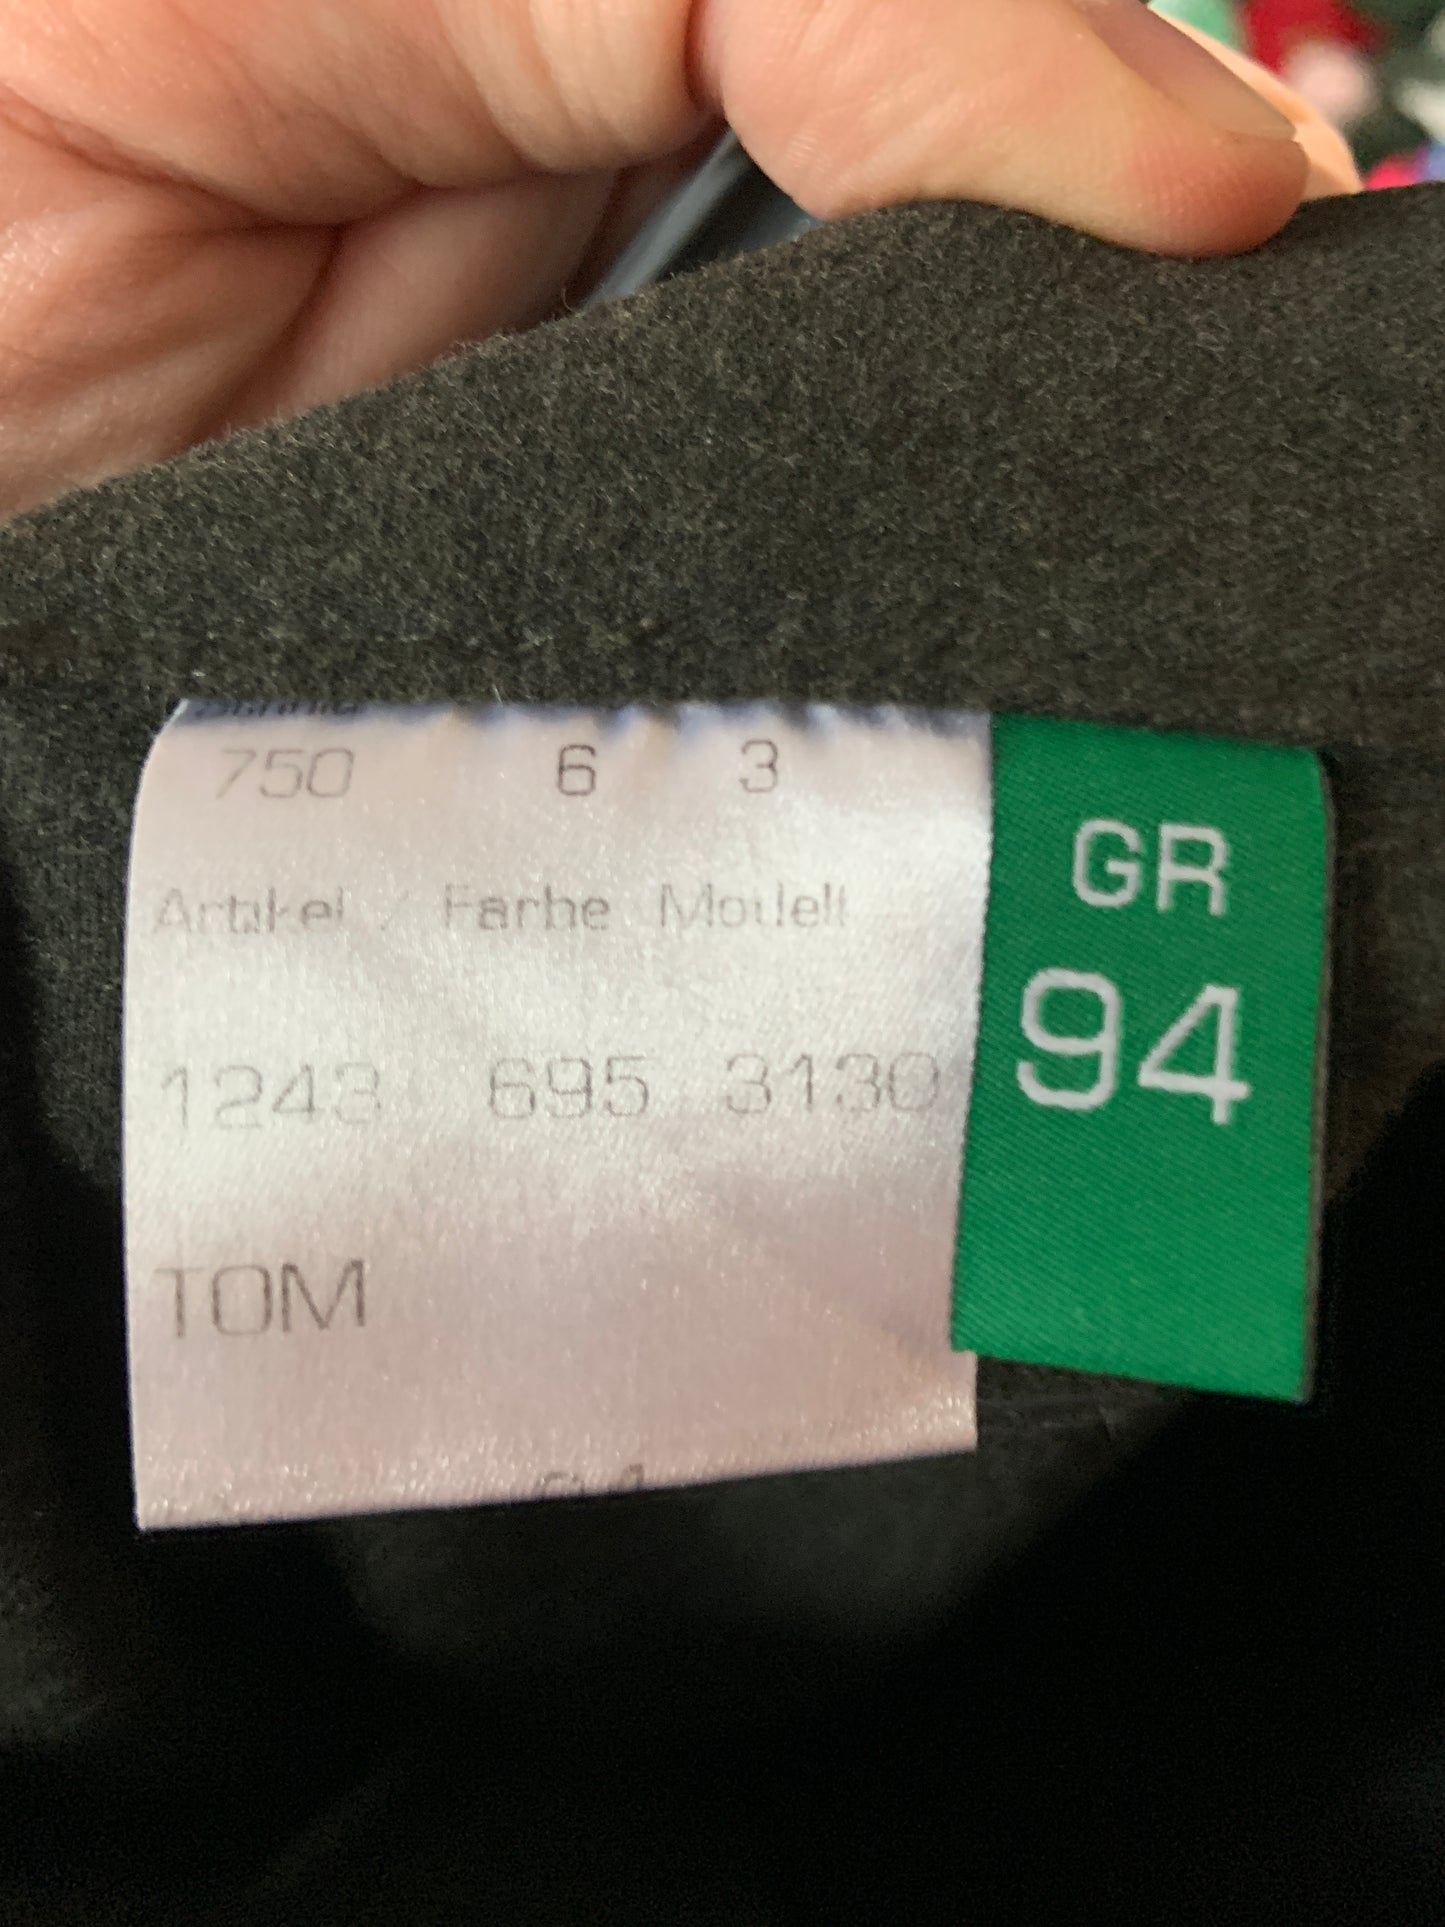 750 6 3
Artikel / Farbe Modell
1243 695 3130
TOM
GR
94